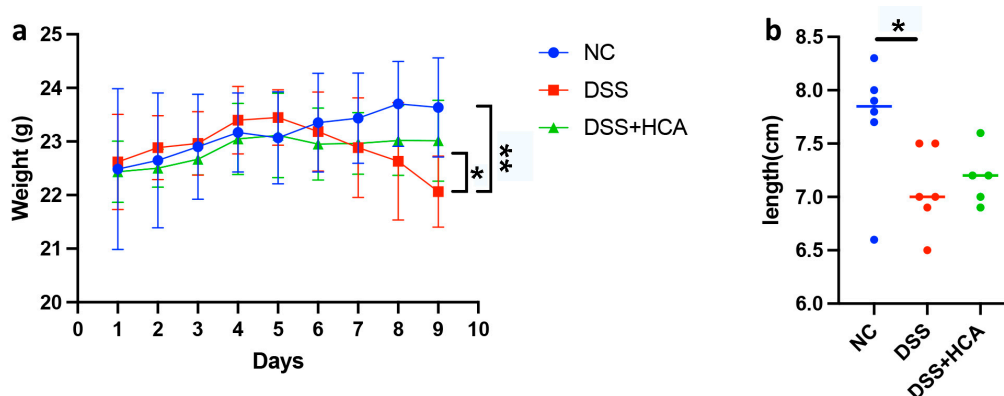 a
25
24
23
22
21
20
Weight (g)
0 1 2 3 4 5 6 7 8 9 10
Days
NC
DSS
DSS+HCA
*
**
b
*
8.5
8.0
7.5
7.0
6.5
6.0
length(cm)
NC
DSS
DSS+HCA